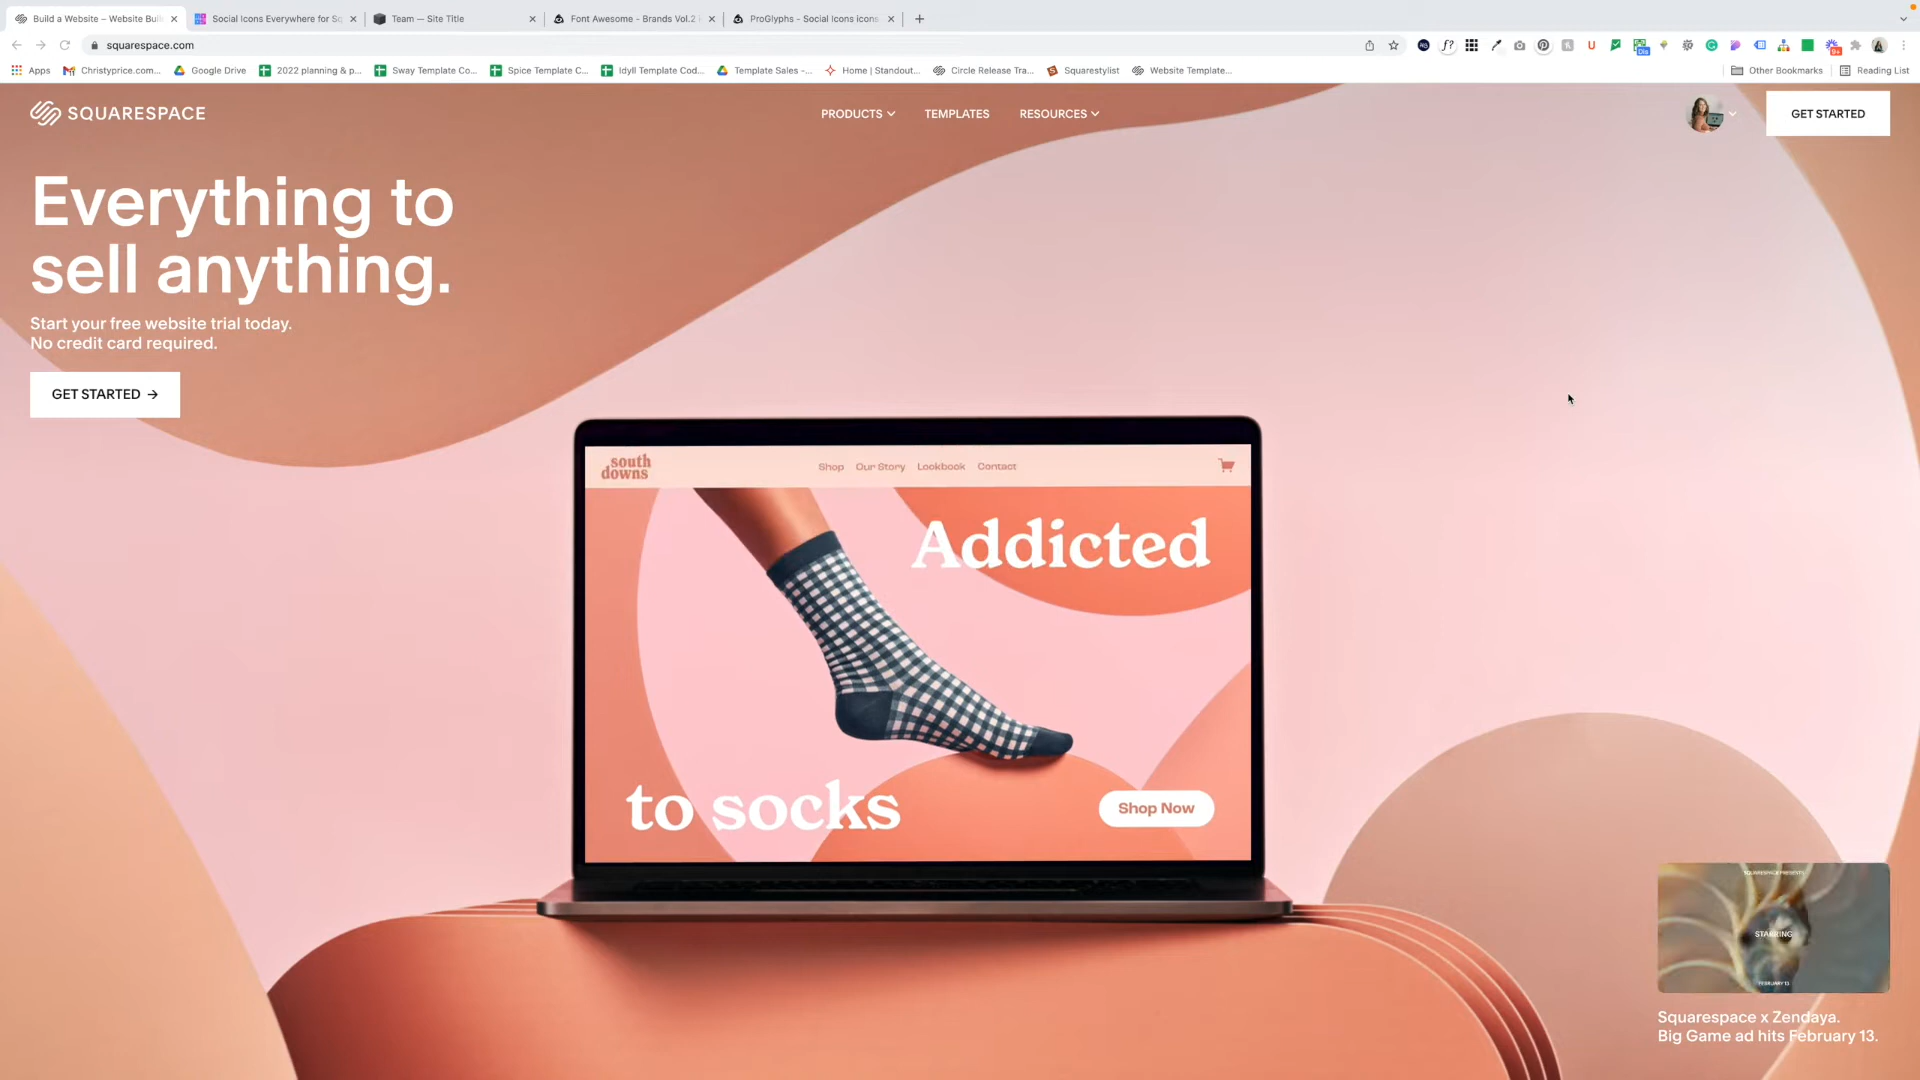 Build a Website – Website Buil
Social Icons Everywhere for Sq
Team — Site Title
Font Awesome - Brands Vol.2
ProGlyphs - Social Icons icons
squarespace.com
Apps
Christyprice.com...
Google Drive
2022 planning & p...
Sway Template Co...
Spice Template C...
Idyll Template Cod...
Template Sales -...
Home | Standout...
Circle Release Tra...
Squarestylist
Website Template...
Other Bookmarks
Reading List
SQUARESPACE
PRODUCTS
TEMPLATES
RESOURCES
GET STARTED
Everything to
sell anything.
Start your free website trial today.
No credit card required.
GET STARTED →
south
downs
Shop Our Story Lookbook Contact
Addicted
to socks
Shop Now
SQUARESPACE PRESENTS
STARRING
FEBRUARY 13
Squarespace x Zendaya.
Big Game ad hits February 13.